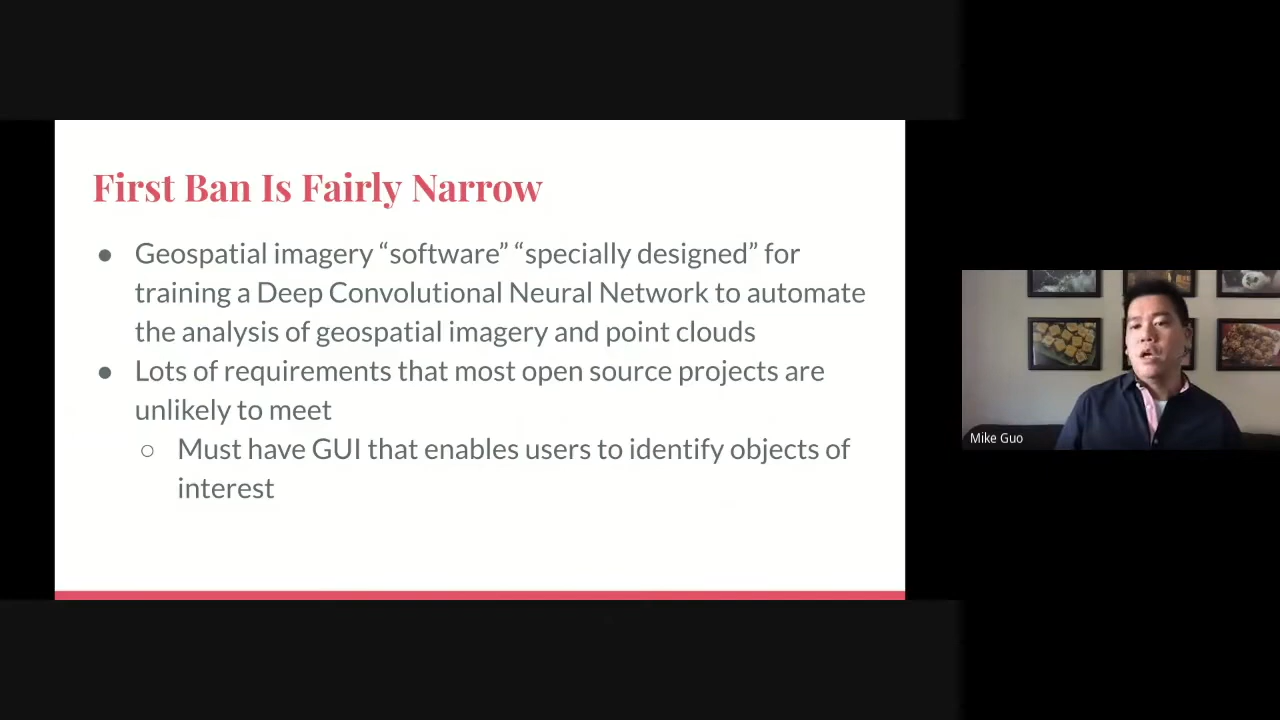 First Ban Is Fairly Narrow
● Geospatial imagery “software” “specially designed” for
training a Deep Convolutional Neural Network to automate
the analysis of geospatial imagery and point clouds
● Lots of requirements that most open source projects are
unlikely to meet
○ Must have GUI that enables users to identify objects of
interest
Mike Guo